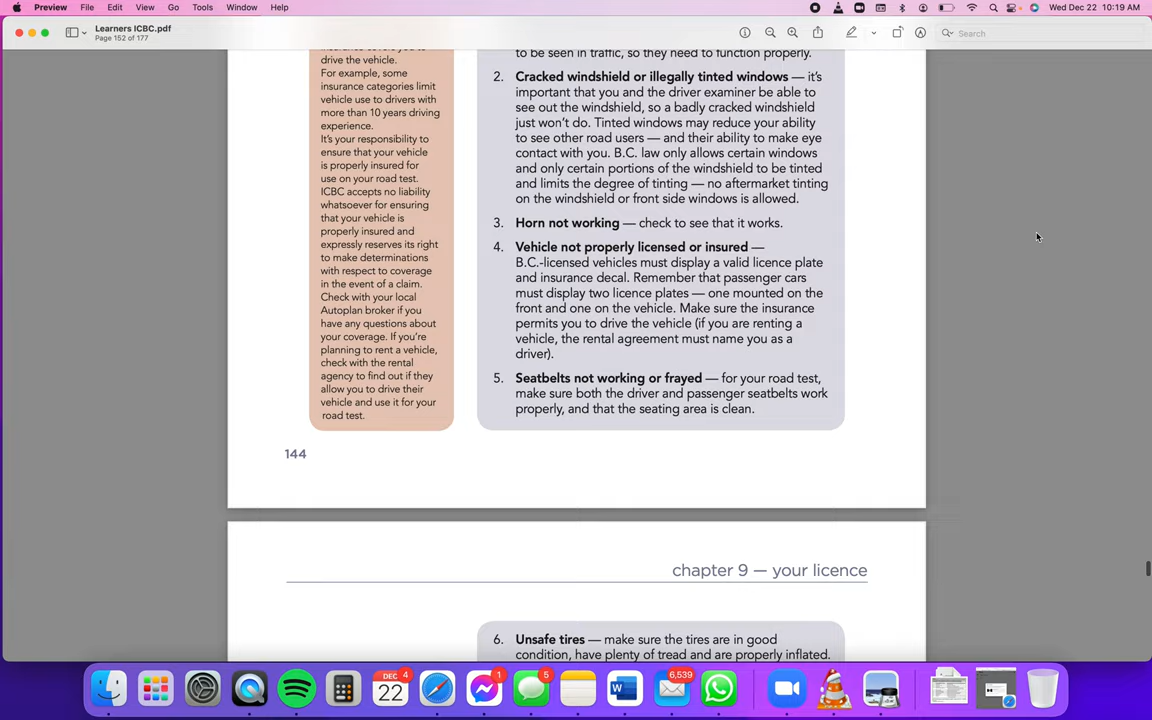 Preview File Edit View Go Tools Window Help Wed Dec 22 10:19 AM
Learners ICBC.pdf
Page 152 of 177
Search
drive the vehicle.
For example, some
insurance categories limit
vehicle use to drivers with
more than 10 years driving
experience.
It's your responsibility to
ensure that your vehicle
is properly insured for
use on your road test.
ICBC accepts no liability
whatsoever for ensuring
that your vehicle is
properly insured and
expressly reserves its right
to make determinations
with respect to coverage
in the event of a claim.
Check with your local
Autoplan broker if you
have any questions about
your coverage. If you're
planning to rent a vehicle,
check with the rental
agency to find out if they
allow you to drive their
vehicle and use it for your
road test.
to be seen in traffic, so they need to function properly.
2. Cracked windshield or illegally tinted windows — it's
important that you and the driver examiner be able to
see out the windshield, so a badly cracked windshield
just won't do. Tinted windows may reduce your ability
to see other road users — and their ability to make eye
contact with you. B.C. law only allows certain windows
and only certain portions of the windshield to be tinted
and limits the degree of tinting — no aftermarket tinting
on the windshield or front side windows is allowed.
3. Horn not working — check to see that it works.
4. Vehicle not properly licensed or insured —
B.C.-licensed vehicles must display a valid licence plate
and insurance decal. Remember that passenger cars
must display two licence plates — one mounted on the
front and one on the vehicle. Make sure the insurance
permits you to drive the vehicle (if you are renting a
vehicle, the rental agreement must name you as a
driver).
5. Seatbelts not working or frayed — for your road test,
make sure both the driver and passenger seatbelts work
properly, and that the seating area is clean.
144
chapter 9 — your licence
6. Unsafe tires — make sure the tires are in good
condition, have plenty of tread and are properly inflated.
DEC 4
22
1
5
6,539